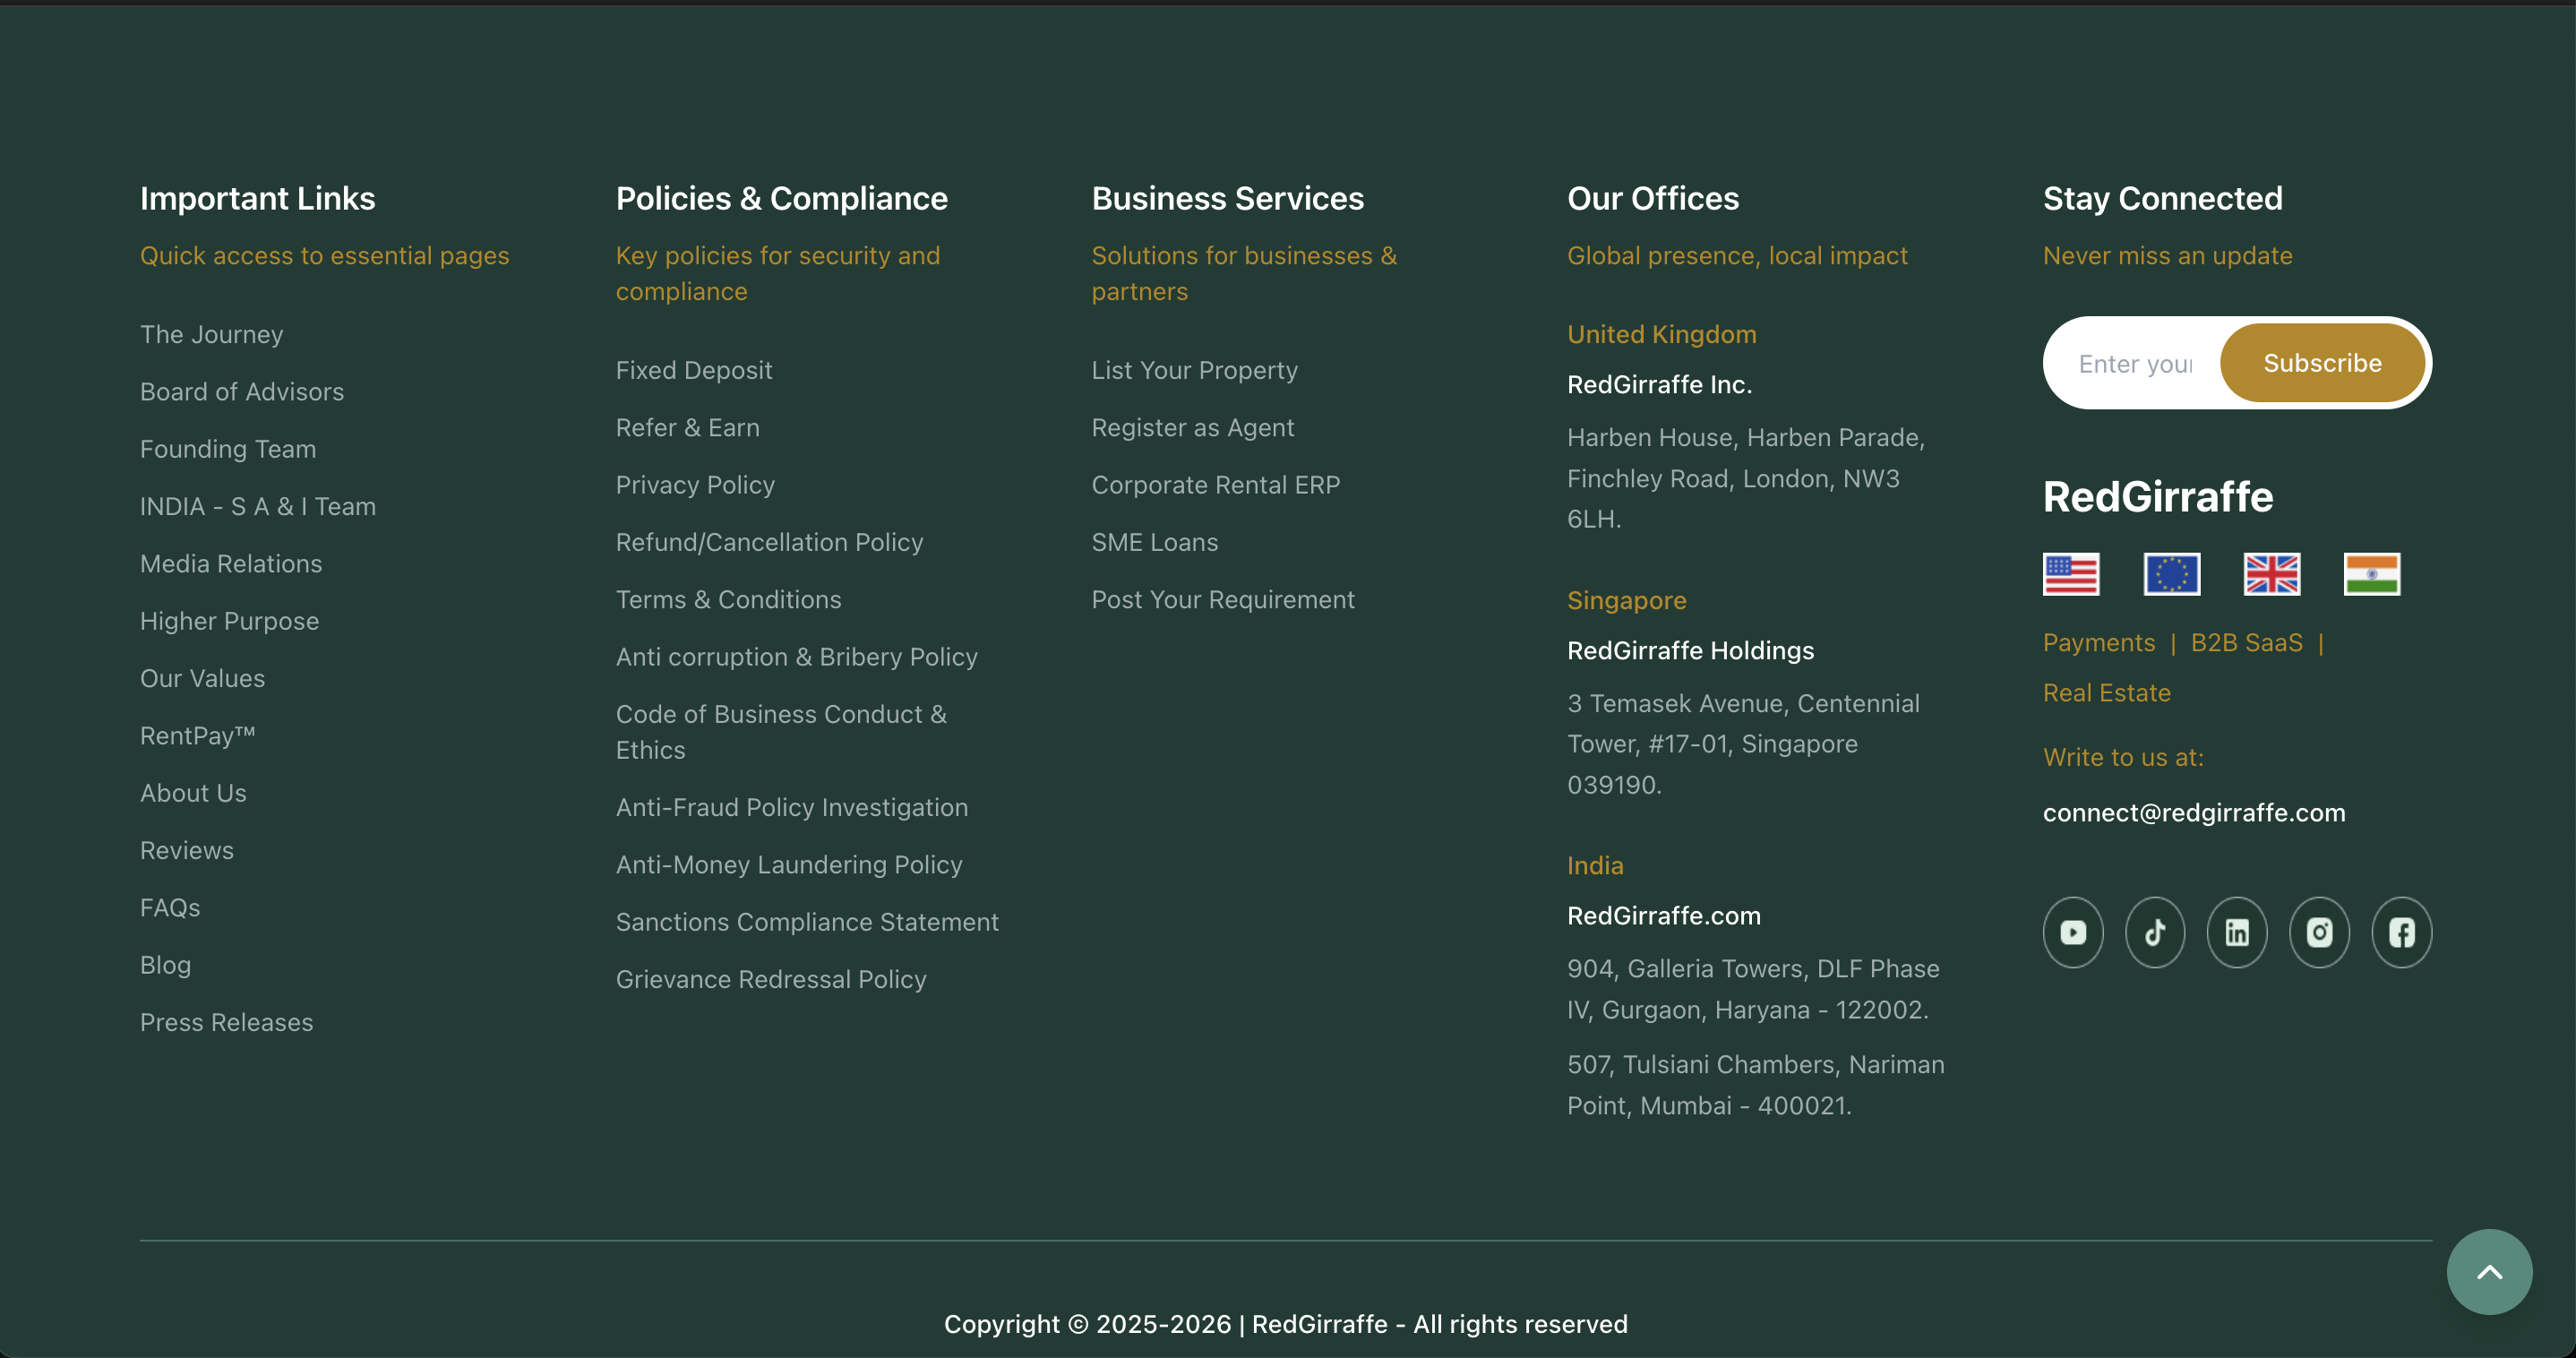 Important Links
Quick access to essential pages
The Journey
Board of Advisors
Founding Team
INDIA - S A & I Team
Media Relations
Higher Purpose
Our Values
RentPay™
About Us
Reviews
FAQs
Blog
Press Releases
Policies & Compliance
Key policies for security and
compliance
Fixed Deposit
Refer & Earn
Privacy Policy
Refund/Cancellation Policy
Terms & Conditions
Anti corruption & Bribery Policy
Code of Business Conduct &
Ethics
Anti-Fraud Policy Investigation
Anti-Money Laundering Policy
Sanctions Compliance Statement
Grievance Redressal Policy
Business Services
Solutions for businesses &
partners
List Your Property
Register as Agent
Corporate Rental ERP
SME Loans
Post Your Requirement
Our Offices
Global presence, local impact
United Kingdom
RedGirraffe Inc.
Harben House, Harben Parade,
Finchley Road, London, NW3
6LH.
Singapore
RedGirraffe Holdings
3 Temasek Avenue, Centennial
Tower, #17-01, Singapore
039190.
India
RedGirraffe.com
904, Galleria Towers, DLF Phase
IV, Gurgaon, Haryana - 122002.
507, Tulsiani Chambers, Nariman
Point, Mumbai - 400021.
Stay Connected
Never miss an update
Enter your Subscribe
RedGirraffe
Payments | B2B SaaS |
Real Estate
Write to us at:
connect@redgirraffe.com
Copyright © 2025-2026 | RedGirraffe - All rights reserved